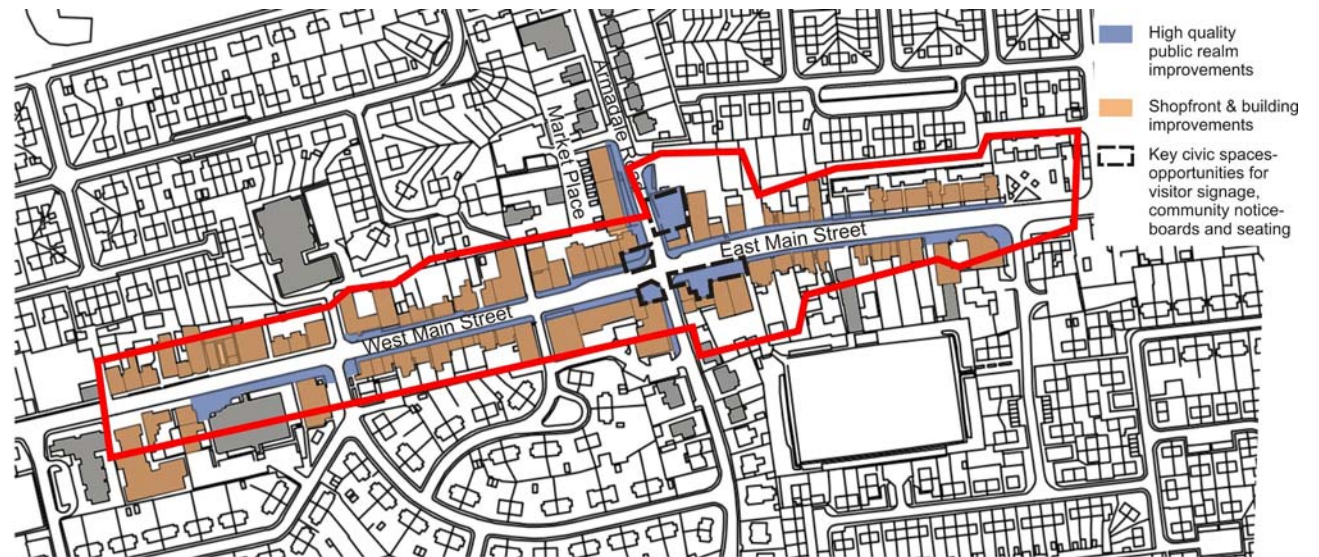 High quality
public realm
improvements
Shopfront & building
improvements
Key civic spaces-
opportunities for
visitor signage,
community notice-
boards and seating
Market Place
Armadale
East Main Street
West Main Street